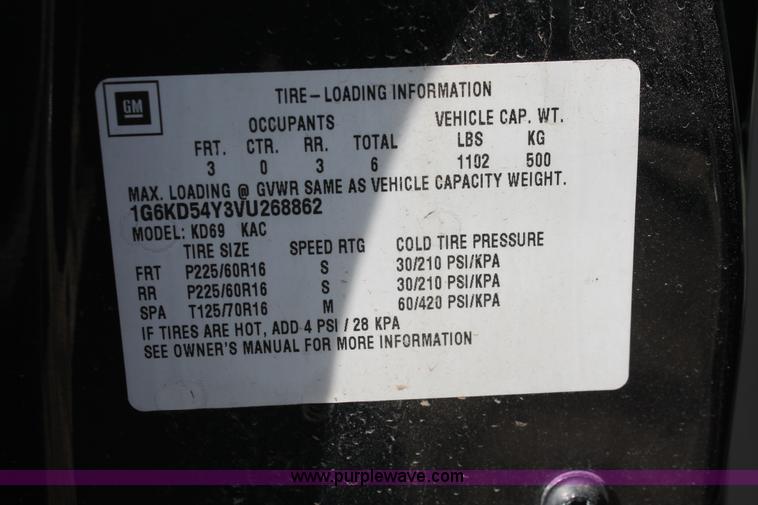 GM
TIRE-LOADING INFORMATION
OCCUPANTS VEHICLE CAP. WT.
FRT. CTR. RR. TOTAL LBS KG
3 0 3 6 1102 500
MAX. LOADING @ GVWR SAME AS VEHICLE CAPACITY WEIGHT.
1G6KD54Y3VU268862
MODEL: KD69 KAC
TIRE SIZE SPEED RTG COLD TIRE PRESSURE
FRT P225/60R16 S 30/210 PSI/KPA
RR P225/60R16 S 30/210 PSI/KPA
SPA T125/70R16 M 60/420 PSI/KPA
IF TIRES ARE HOT, ADD 4 PSI / 28 KPA
SEE OWNER'S MANUAL FOR MORE INFORMATION
www.purplewave.com